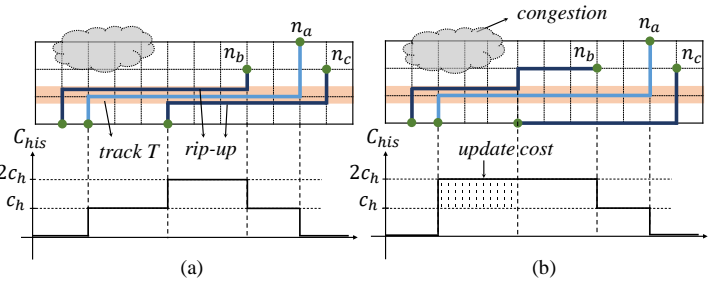 n_a
n_b
n_c
C_his
track T
rip-up
2c_h
c_h
(a)
congestion
n_a
n_b
n_c
C_his
update cost
2c_h
c_h
(b)